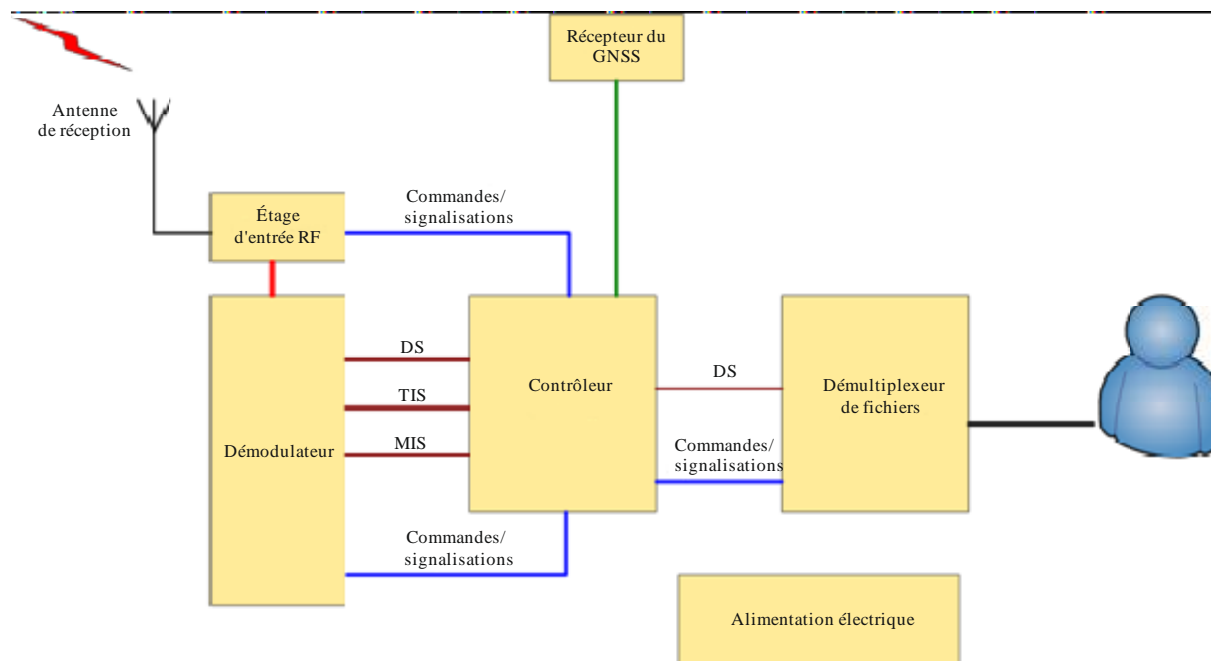 Récepteur du
GNSS
Antenne
de réception
Étage
d'entrée RF
Commandes/
signalisations
DS
TIS
MIS
Démodulateur
Contrôleur
DS
Commandes/
signalisations
Démultiplexeur
de fichiers
Commandes/
signalisations
Alimentation électrique